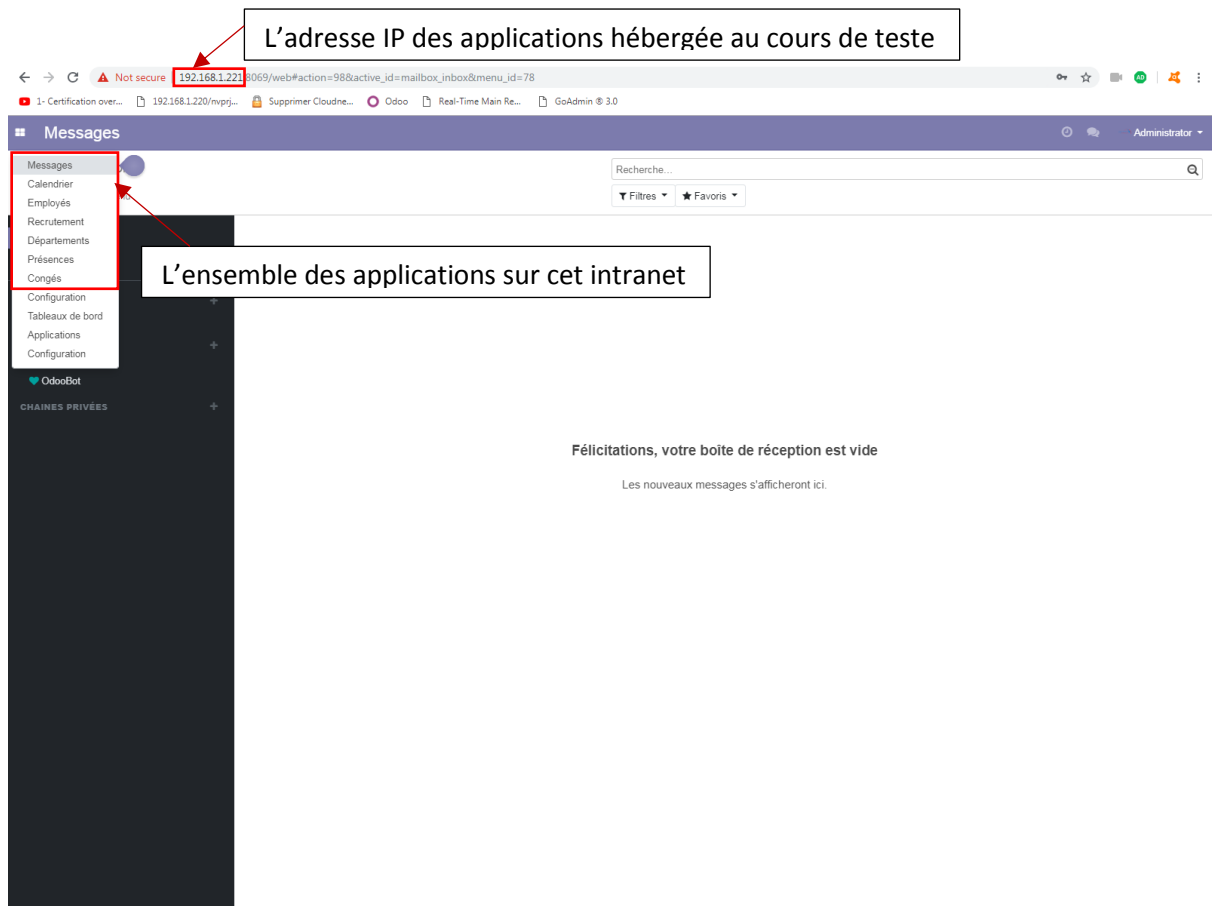 L’adresse IP des applications hébergée au cours de teste
Not secure 192.168.1.221:8069/web#action=98&active_id=mailbox_inbox&menu_id=78
1- Certification over... 192.168.1.220/nvprj... Supprimer Cloudne... Odoo Real-Time Main Re... GoAdmin ® 3.0
Messages Administrator
Messages
Calendrier
Employés
Recrutement
Départements
Présences
Congés
Configuration
Tableaux de bord
Applications
Configuration
Recherche...
Filtres Favoris
L’ensemble des applications sur cet intranet
OdooBot
CHAINES PRIVÉES
Félicitations, votre boîte de réception est vide
Les nouveaux messages s'afficheront ici.